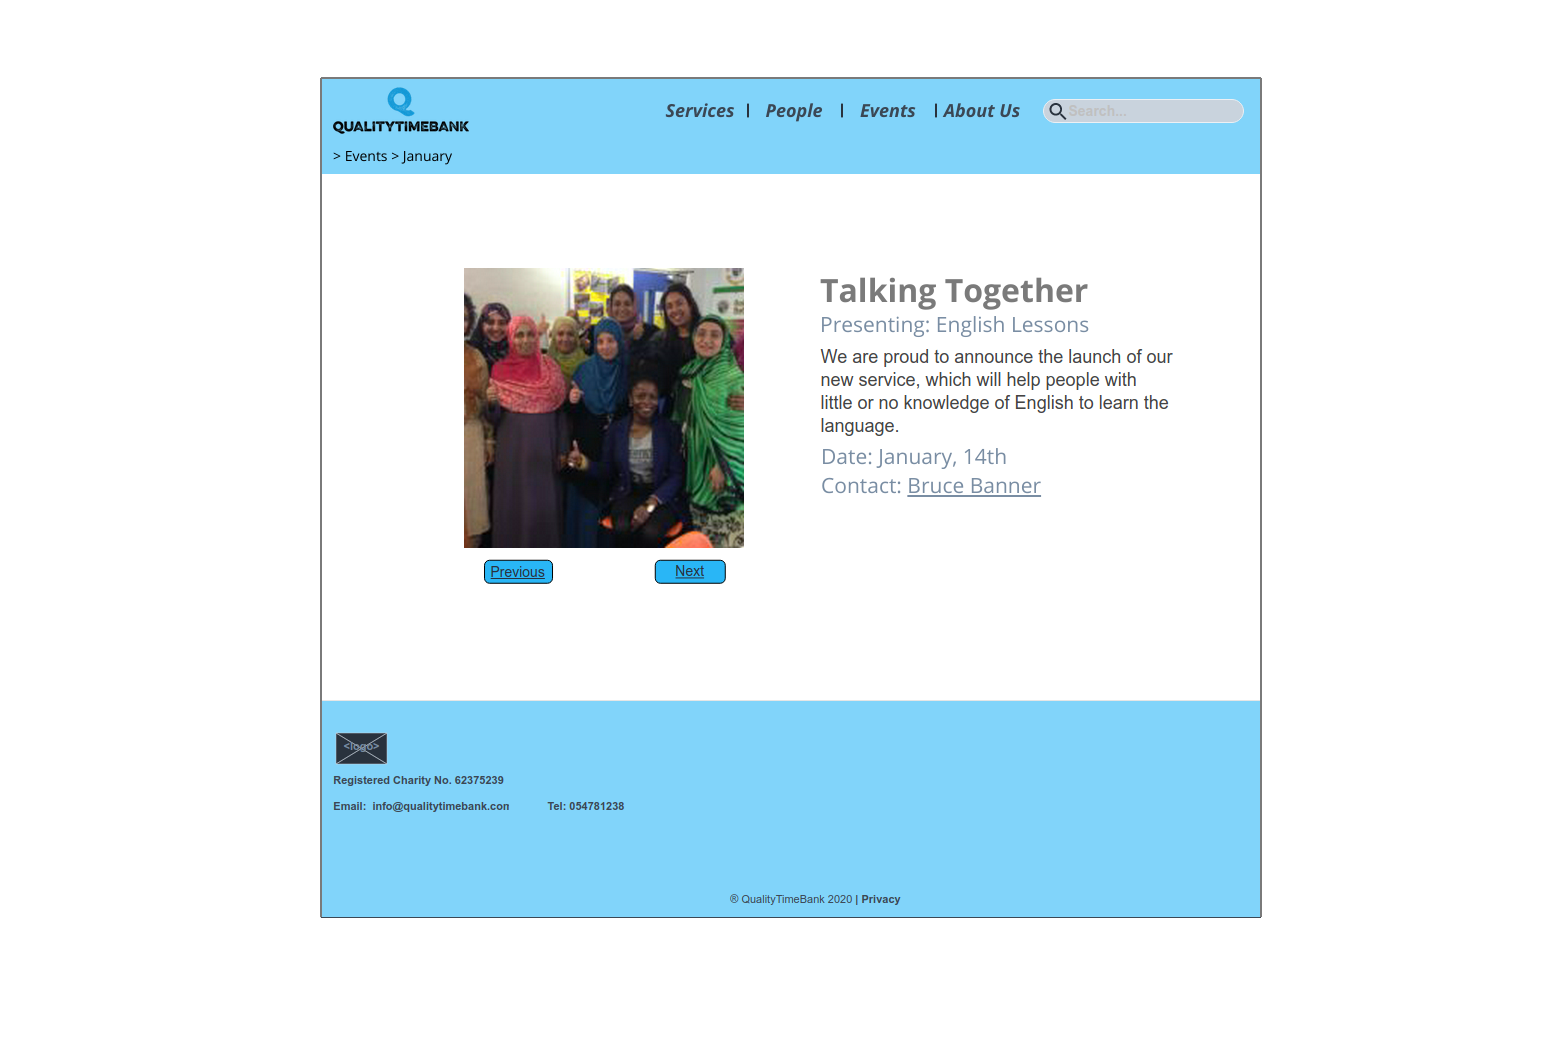 QUALITYTIMEBANK
Services | People | Events | About Us
Search...
> Events > January
Talking Together
Presenting: English Lessons
We are proud to announce the launch of our
new service, which will help people with
little or no knowledge of English to learn the
language.
Date: January, 14th
Contact: Bruce Banner
Previous
Next
<logo>
Registered Charity No. 62375239
Email: info@qualitytimebank.con Tel: 054781238
® QualityTimeBank 2020 | Privacy